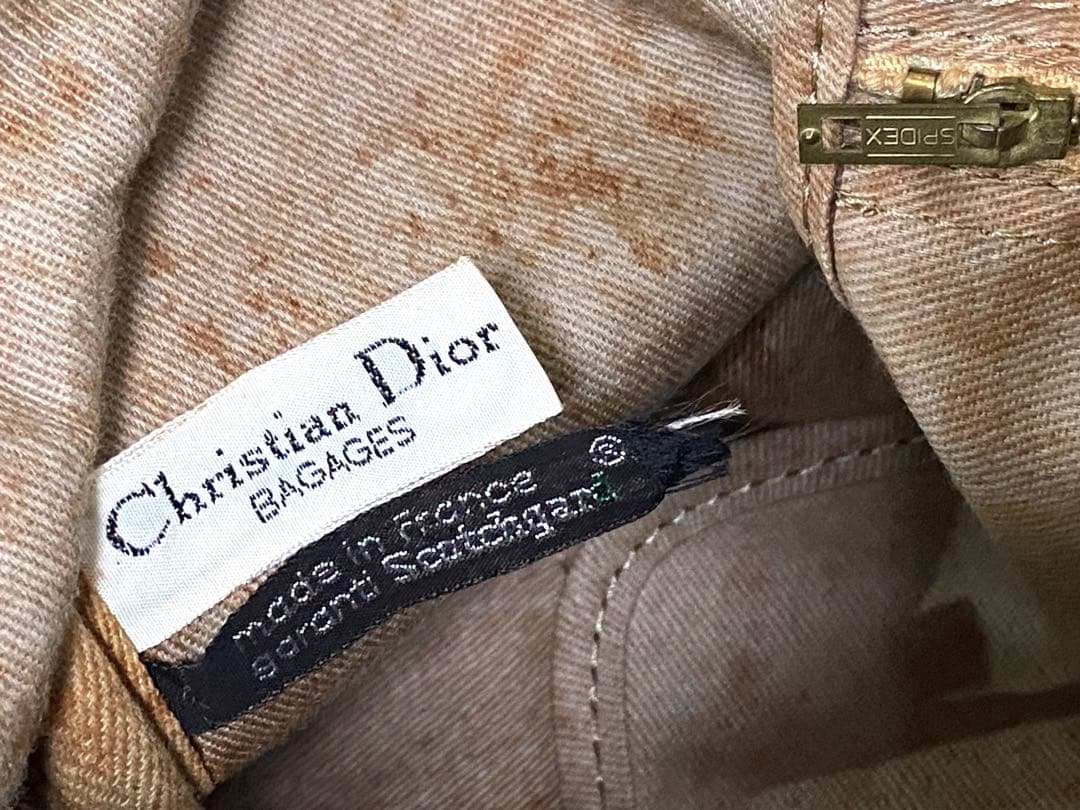 Christian Dior
BAGAGES
made in France
garanti Scotchgard ®
SPIDEX